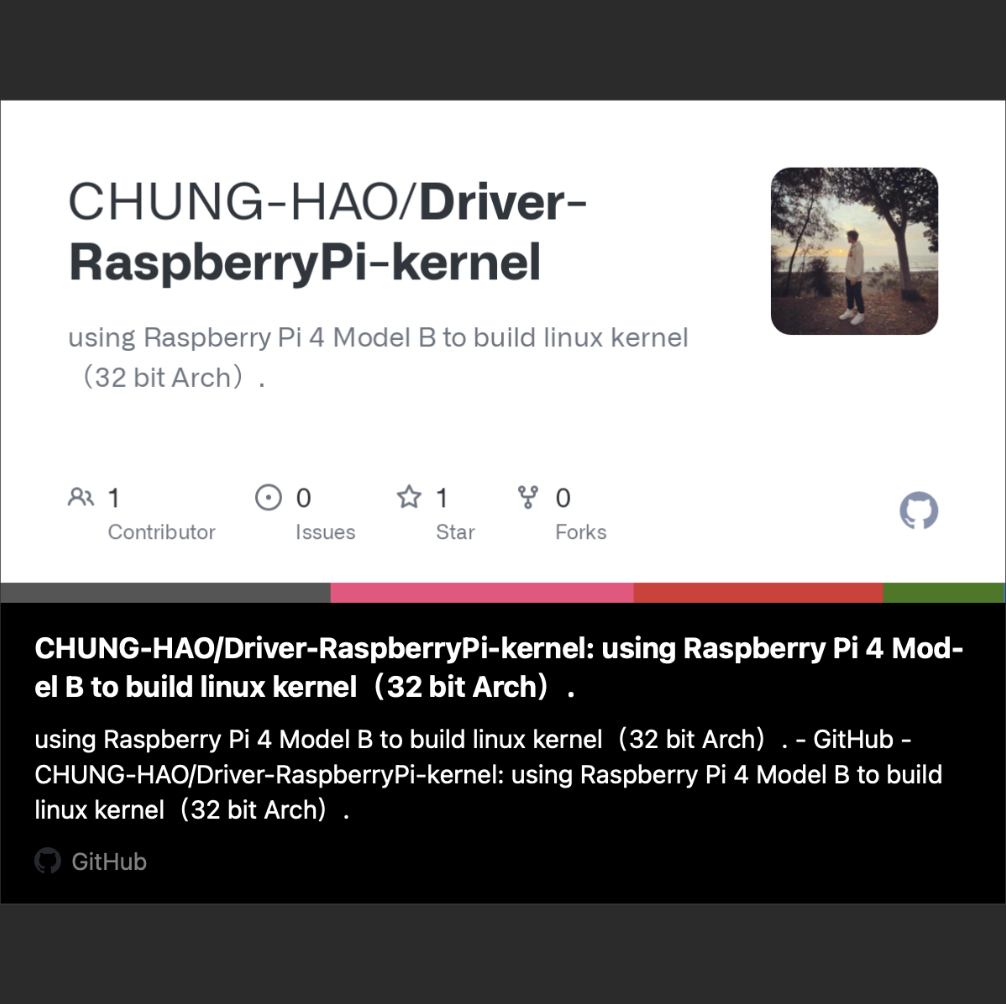 CHUNG-HAO/Driver-
RaspberryPi-kernel
using Raspberry Pi 4 Model B to build linux kernel
（32 bit Arch）.
1 0 1 0
Contributor Issues Star Forks
CHUNG-HAO/Driver-RaspberryPi-kernel: using Raspberry Pi 4 Mod-
el B to build linux kernel（32 bit Arch）.
using Raspberry Pi 4 Model B to build linux kernel（32 bit Arch）. - GitHub -
CHUNG-HAO/Driver-RaspberryPi-kernel: using Raspberry Pi 4 Model B to build
linux kernel（32 bit Arch）.
GitHub